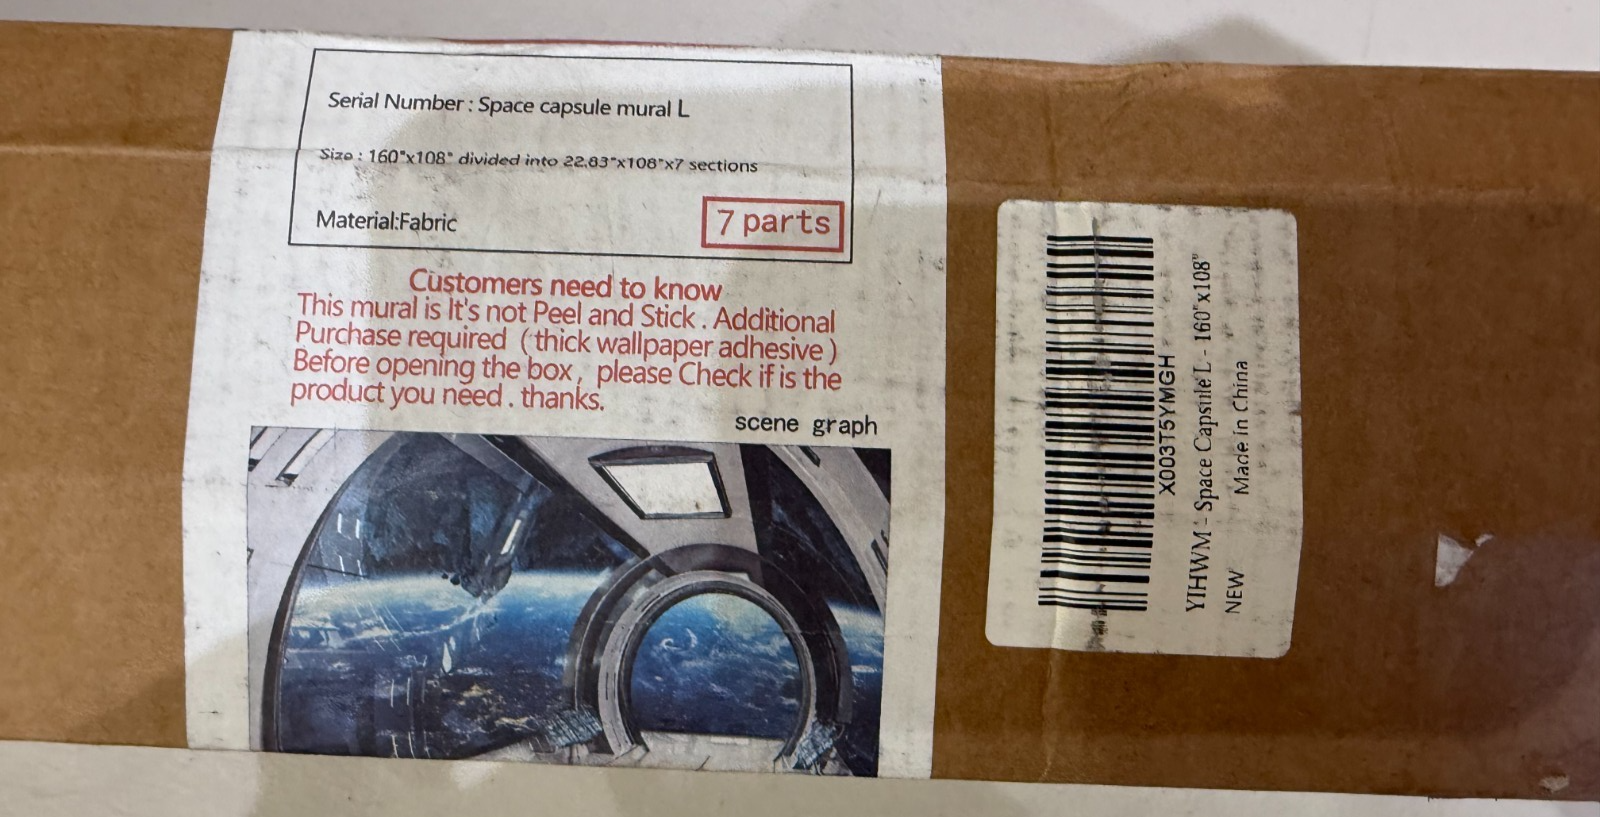 Serial Number : Space capsule mural L
Size : 160"x108" divided into 22.83"x108"x7 sections
Material:Fabric
7 parts
Customers need to know
This mural is It's not Peel and Stick . Additional
Purchase required ( thick wallpaper adhesive )
Before opening the box, please Check if is the
product you need . thanks.
scene graph
X003T5YMGH
YIHWM - Space Capsule L - 160"x108"
NEW Made in China